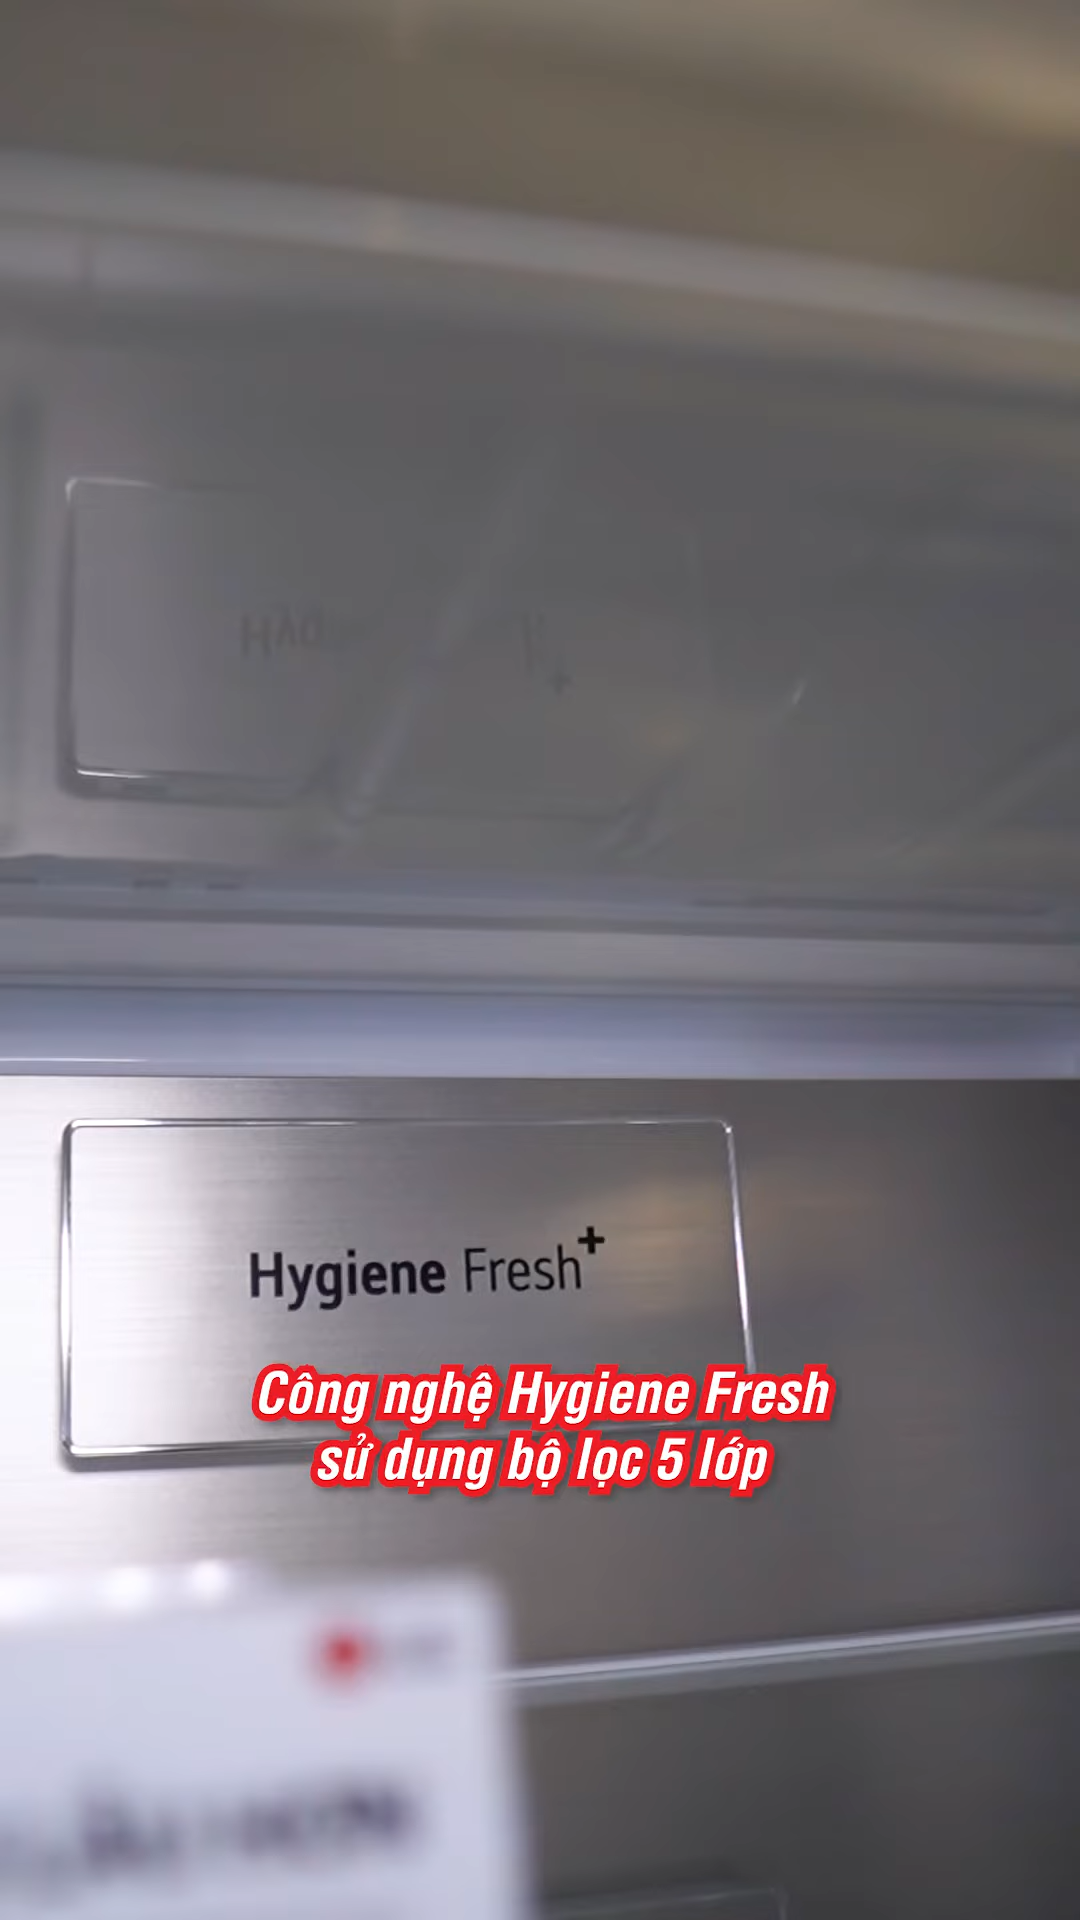 Hygiene Fresh+
Công nghệ Hygiene Fresh
sử dụng bộ lọc 5 lớp